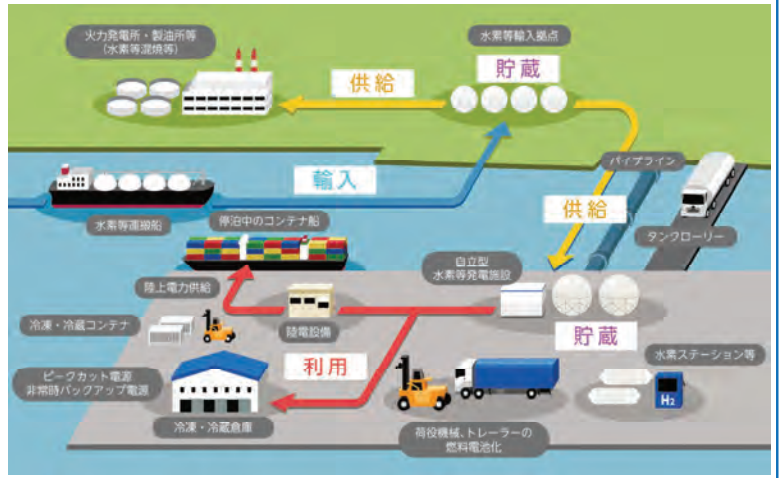 火力発電所・製油所等
（水素等混焼等）
水素等輸入拠点
貯蔵
供給
パイプライン
輸入
水素等運搬船
停泊中のコンテナ船
供給
タンクローリー
自立型
水素等発電施設
陸上電力供給
冷凍・冷蔵コンテナ
陸電設備
貯蔵
利用
水素ステーション等
ピークカット電源
非常時バックアップ電源
H2
冷凍・冷蔵倉庫
荷役機械、トレーラーの
燃料電池化